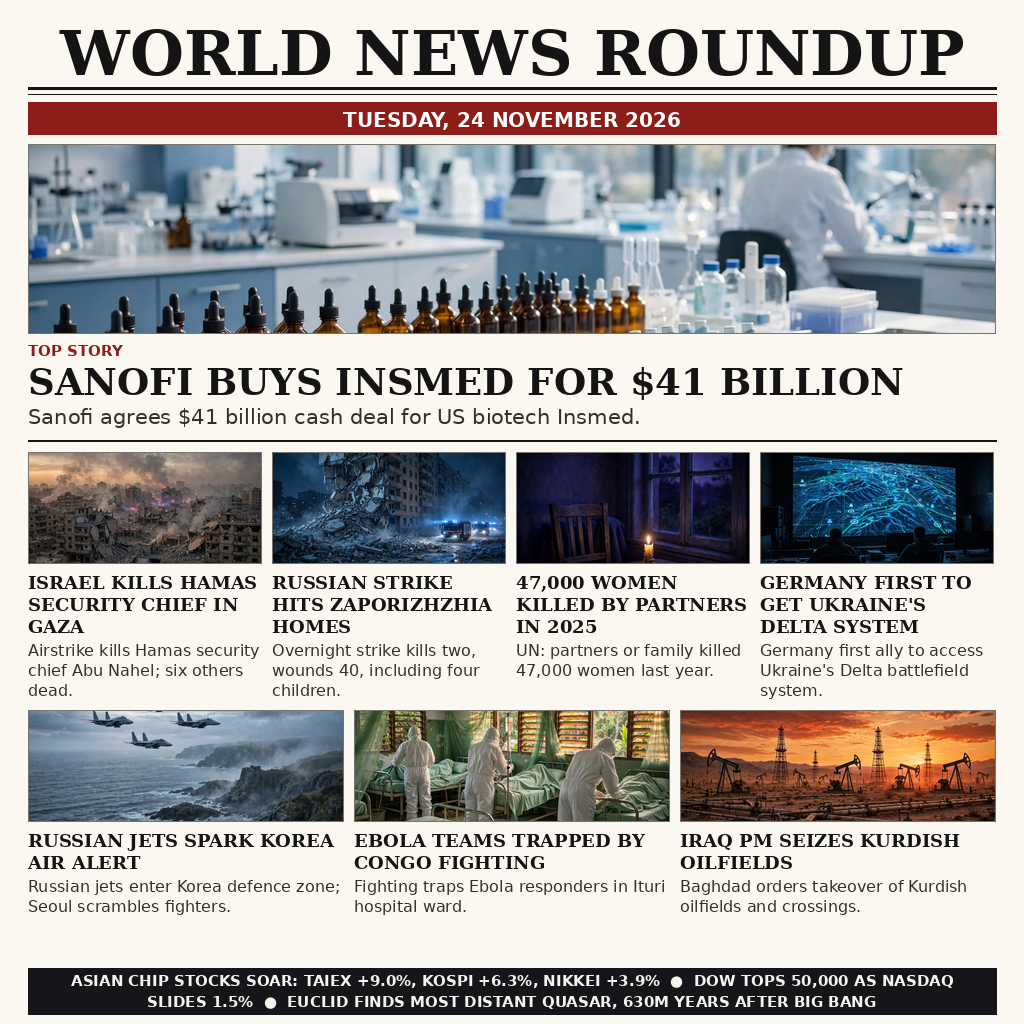 WORLD NEWS ROUNDUP
TUESDAY, 24 NOVEMBER 2026
TOP STORY
SANOFI BUYS INSMED FOR $41 BILLION
Sanofi agrees $41 billion cash deal for US biotech Insmed.
ISRAEL KILLS HAMAS
SECURITY CHIEF IN
GAZA
Airstrike kills Hamas security
chief Abu Nahel; six others
dead.
RUSSIAN STRIKE
HITS ZAPORIZHZHIA
HOMES
Overnight strike kills two,
wounds 40, including four
children.
47,000 WOMEN
KILLED BY PARTNERS
IN 2025
UN: partners or family killed
47,000 women last year.
GERMANY FIRST TO
GET UKRAINE'S
DELTA SYSTEM
Germany first ally to access
Ukraine's Delta battlefield
system.
RUSSIAN JETS SPARK KOREA
AIR ALERT
Russian jets enter Korea defence zone;
Seoul scrambles fighters.
EBOLA TEAMS TRAPPED BY
CONGO FIGHTING
Fighting traps Ebola responders in Ituri
hospital ward.
IRAQ PM SEIZES KURDISH
OILFIELDS
Baghdad orders takeover of Kurdish
oilfields and crossings.
ASIAN CHIP STOCKS SOAR: TAIEX +9.0%, KOSPI +6.3%, NIKKEI +3.9% ● DOW TOPS 50,000 AS NASDAQ
SLIDES 1.5% ● EUCLID FINDS MOST DISTANT QUASAR, 630M YEARS AFTER BIG BANG